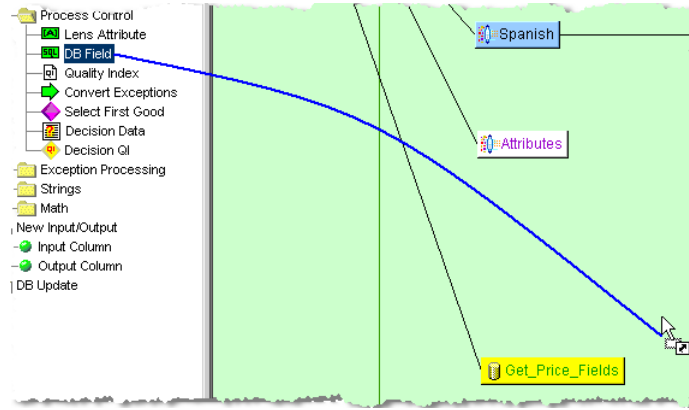 Process Control
Lens Attribute
DB Field
Quality Index
Convert Exceptions
Select First Good
Decision Data
Decision QI
Exception Processing
Strings
Math
New Input/Output
Input Column
Output Column
DB Update
Spanish
Attributes
Get_Price_Fields